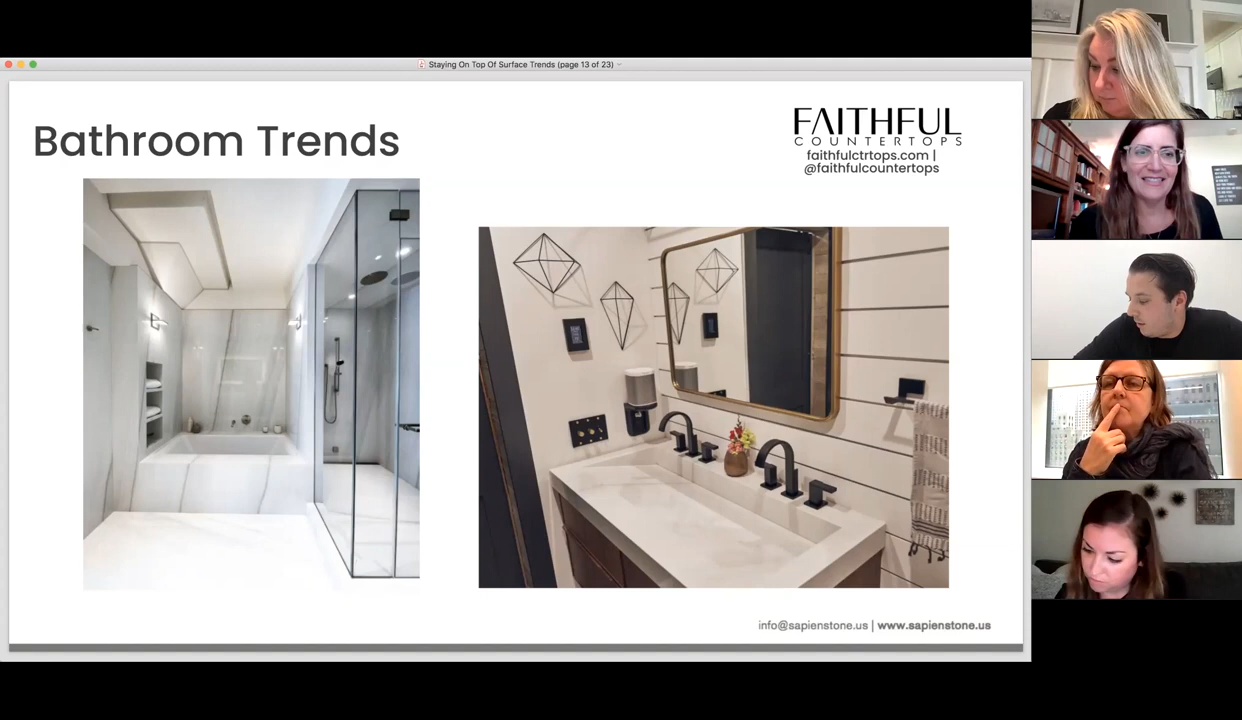 Staying On Top Of Surface Trends (page 13 of 23)
Bathroom Trends
FAITHFUL
COUNTERTOPS
faithfulctrtops.com |
@faithfulcountertops
info@sapienstone.us | www.sapienstone.us